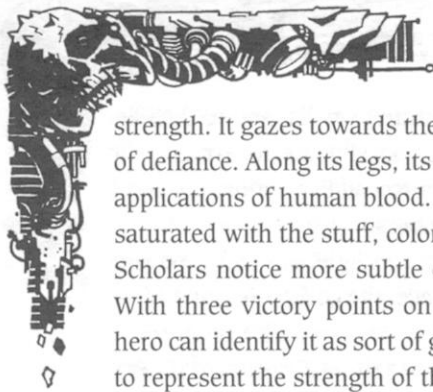 strength. It gazes towards the
of defiance. Along its legs, its
applications of human blood.
saturated with the stuff, color
Scholars notice more subtle
With three victory points on
hero can identify it as sort of g
to represent the strength of th